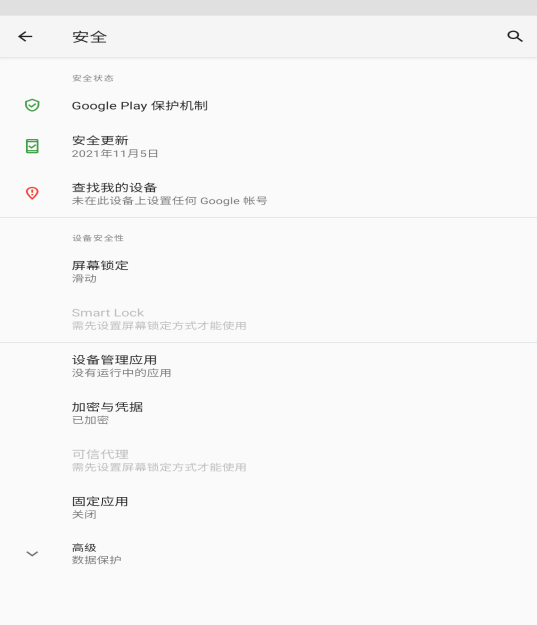 安全
安全状态
Google Play 保护机制
安全更新
2021年11月5日
查找我的设备
未在此设备上设置任何 Google 帐号
设备安全性
屏幕锁定
滑动
Smart Lock
需先设置屏幕锁定方式才能使用
设备管理应用
没有运行中的应用
加密与凭据
已加密
可信代理
需先设置屏幕锁定方式才能使用
固定应用
关闭
高级
数据保护